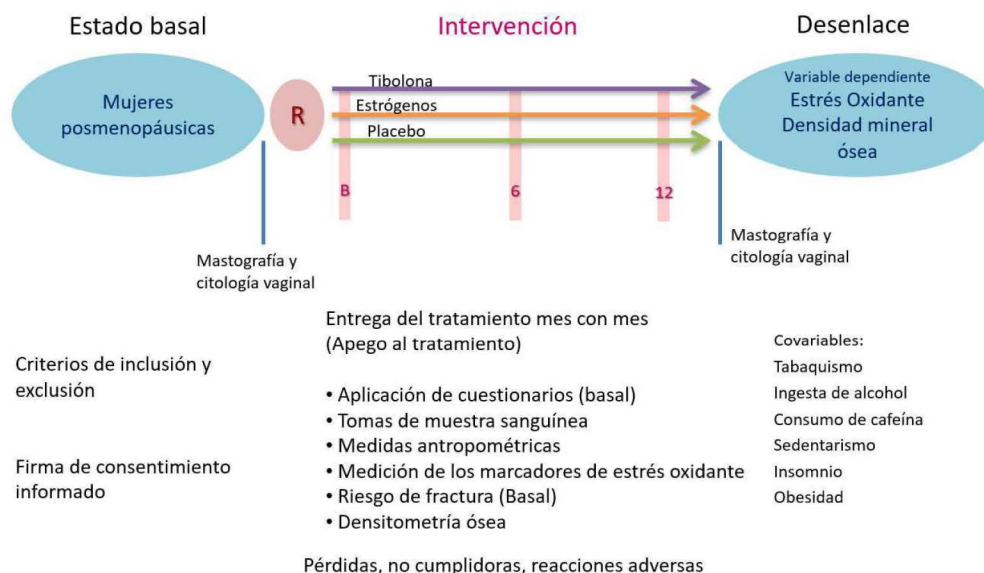 Estado basal
Intervención
Desenlace
Mujeres
posmenopáusicas
R
Tibolona
Estrógenos
Placebo
B
6
12
Variable dependiente
Estrés Oxidante
Densidad mineral
ósea
Mastografía y
citología vaginal
Mastografía y
citología vaginal
Criterios de inclusión y
exclusión
Firma de consentimiento
informado
Entrega del tratamiento mes con mes
(Apego al tratamiento)
• Aplicación de cuestionarios (basal)
• Tomas de muestra sanguínea
• Medidas antropométricas
• Medición de los marcadores de estrés oxidante
• Riesgo de fractura (Basal)
• Densitometría ósea
Pérdidas, no cumplidoras, reacciones adversas
Covariables:
Tabaquismo
Ingesta de alcohol
Consumo de cafeína
Sedentarismo
Insomnio
Obesidad